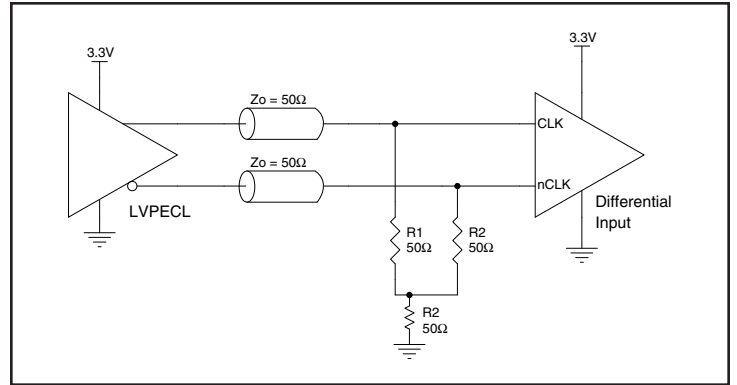 3.3V
3.3V
Zo = 50Ω
CLK
Zo = 50Ω
nCLK
LVPECL
Differential
Input
R1
50Ω
R2
50Ω
R2
50Ω